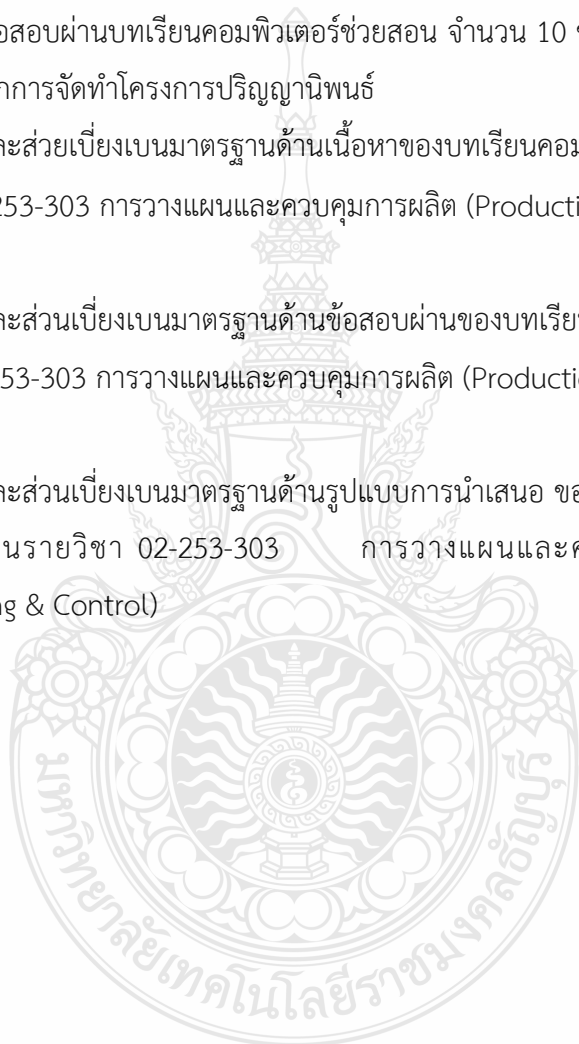 อสอบผ่านบทเรียนคอมพิวเตอร์ช่วยสอน จำนวน 10
การจัดทำโครงการปริญญานิพนธ์
ละส่วยเบี่ยงเบนมาตรฐานด้านเนื้อหาของบทเรียนคอม
253-303 การวางแผนและควบคุมการผลิต (Producti
ละส่วนเบี่ยงเบนมาตรฐานด้านข้อสอบผ่านของบทเรีย
53-303 การวางแผนและควบคุมการผลิต (Producti
ละส่วนเบี่ยงเบนมาตรฐานด้านรูปแบบการนำเสนอ ขอ
นรายวิชา 02-253-303 การวางแผนและค
g & Control)
มหาวิทยาลัยเทคโนโลยีราชมงคลธัญบุรี